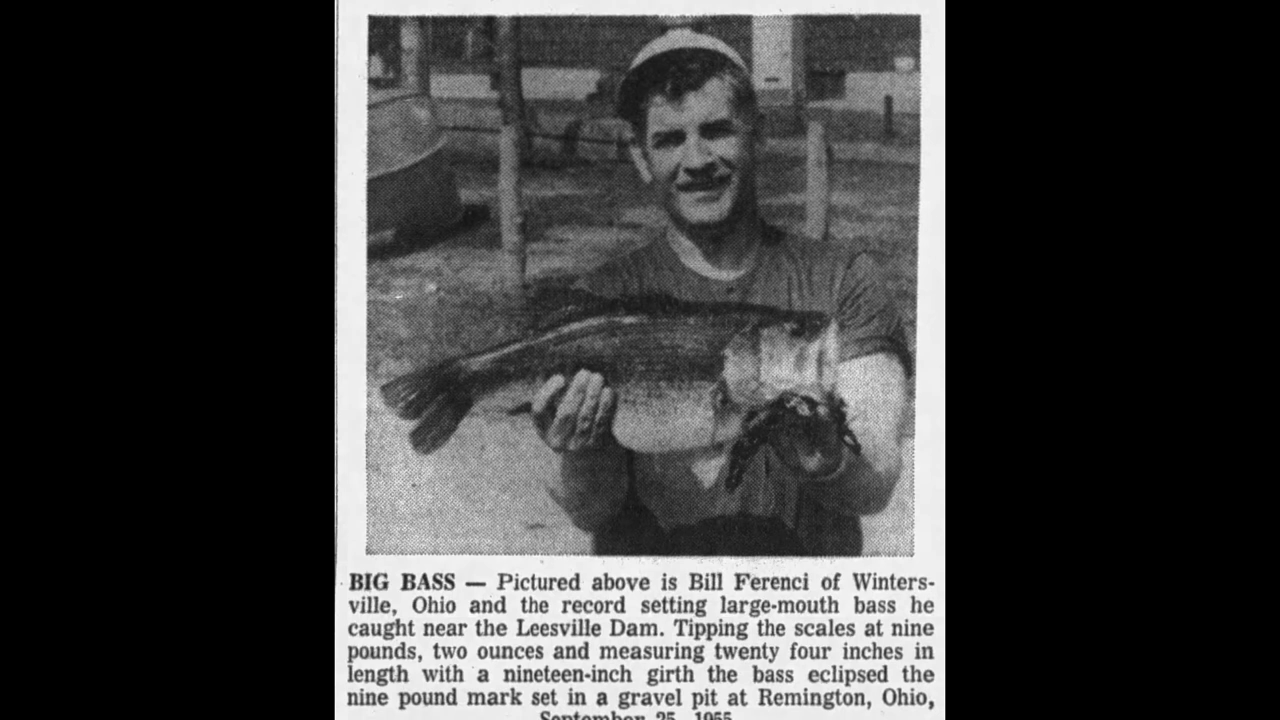 BIG BASS — Pictured above is Bill Ferenci of Winters-
ville, Ohio and the record setting large-mouth bass he
caught near the Leesville Dam. Tipping the scales at nine
pounds, two ounces and measuring twenty four inches in
length with a nineteen-inch girth the bass eclipsed the
nine pound mark set in a gravel pit at Remington, Ohio,
September 25, 1955